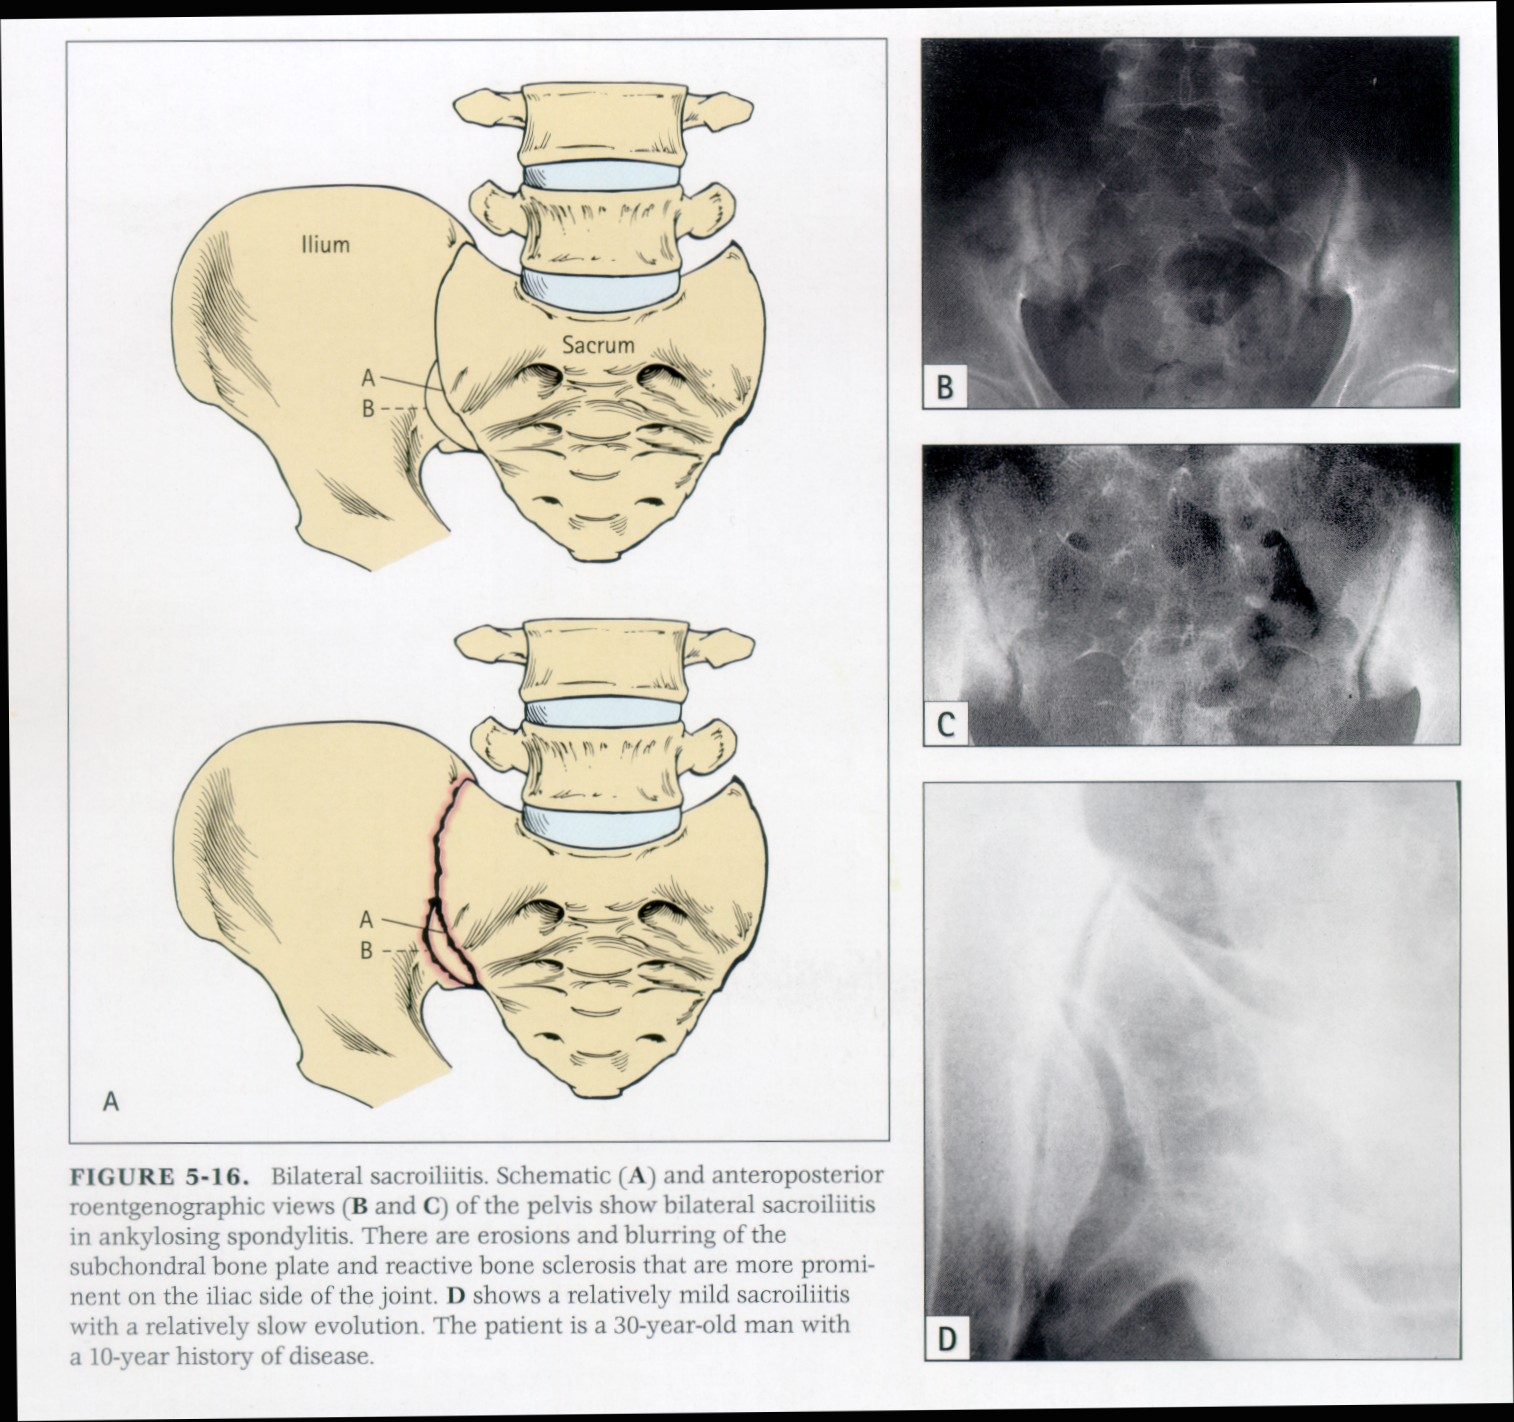 Ilium
Sacrum
A
B
A
B
A
B
C
D
FIGURE 5-16. Bilateral sacroiliitis. Schematic (A) and anteroposterior
roentgenographic views (B and C) of the pelvis show bilateral sacroiliitis
in ankylosing spondylitis. There are erosions and blurring of the
subchondral bone plate and reactive bone sclerosis that are more promi-
nent on the iliac side of the joint. D shows a relatively mild sacroiliitis
with a relatively slow evolution. The patient is a 30-year-old man with
a 10-year history of disease.